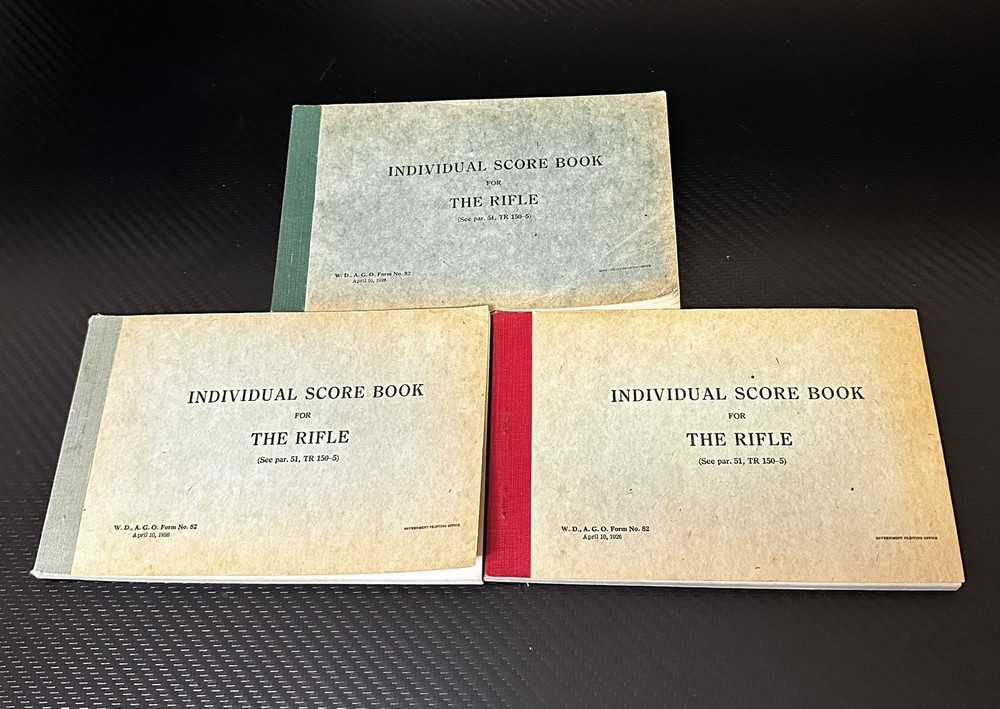 INDIVIDUAL SCORE BOOK
FOR
THE RIFLE
(See par. 51, TR 150-5)
W. D., A. G. O. Form No. 82
April 10, 1926
INDIVIDUAL SCORE BOOK
FOR
THE RIFLE
(See par. 51, TR 150-5)
W. D., A. G. O. Form No. 82
April 10, 1926
GOVERNMENT PRINTING OFFICE
INDIVIDUAL SCORE BOOK
FOR
THE RIFLE
(See par. 51, TR 150-5)
W. D., A. G. O. Form No. 82
April 10, 1926
GOVERNMENT PRINTING OFFICE